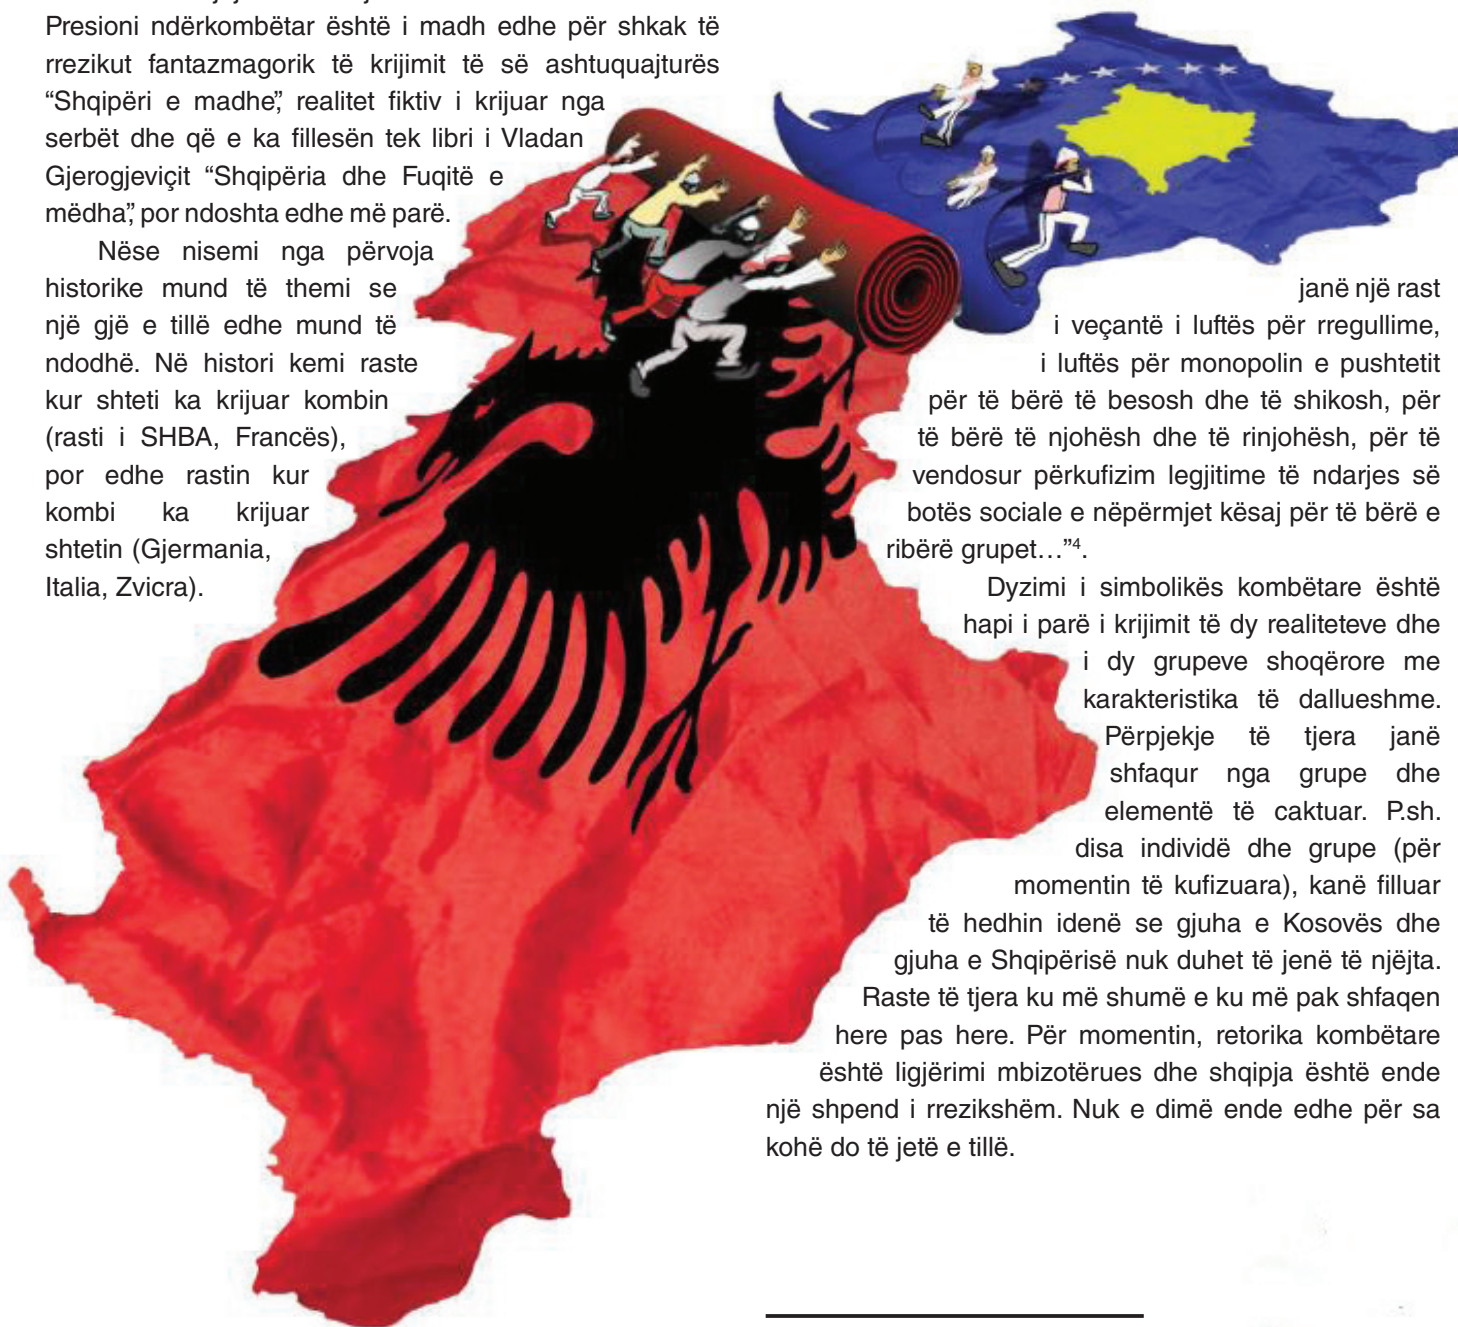 Presioni ndërkombëtar është i madh edhe për shkak të
rrezikut fantazmagorik të krijimit të së ashtuquajturës
“Shqipëri e madhe”, realitet fiktiv i krijuar nga
serbët dhe që e ka fillesën tek libri i Vladan
Gjerogjeviçit “Shqipëria dhe Fuqitë e
mëdha”, por ndoshta edhe më parë.
Nëse nisemi nga përvoja
historike mund të themi se
një gjë e tillë edhe mund të
ndodhë. Në histori kemi raste
kur shteti ka krijuar kombin
(rasti i SHBA, Francës),
por edhe rastin kur
kombi ka krijuar
shtetin (Gjermania,
Italia, Zvicra).
janë një rast
i veçantë i luftës për rregullime,
i luftës për monopolin e pushtetit
për të bërë të besosh dhe të shikosh, për
të bërë të njohësh dhe të rinjohësh, për të
vendosur përkufizim legjitime të ndarjes së
botës sociale e nëpërmjet kësaj për të bërë e
ribërë grupet…”⁴.
Dyzimi i simbolikës kombëtare është
hapi i parë i krijimit të dy realiteteve dhe
i dy grupeve shoqërore me
karakteristika të dallueshme.
Përpjekje të tjera janë
shfaqur nga grupe dhe
elementë të caktuar. P.sh.
disa individë dhe grupe (për
momentin të kufizuara), kanë filluar
të hedhin idenë se gjuha e Kosovës dhe
gjuha e Shqipërisë nuk duhet të jenë të njëjta.
Raste të tjera ku më shumë e ku më pak shfaqen
here pas here. Për momentin, retorika kombëtare
është ligjërimi mbizotërues dhe shqipja është ende
një shpend i rrezikshëm. Nuk e dimë ende edhe për sa
kohë do të jetë e tillë.